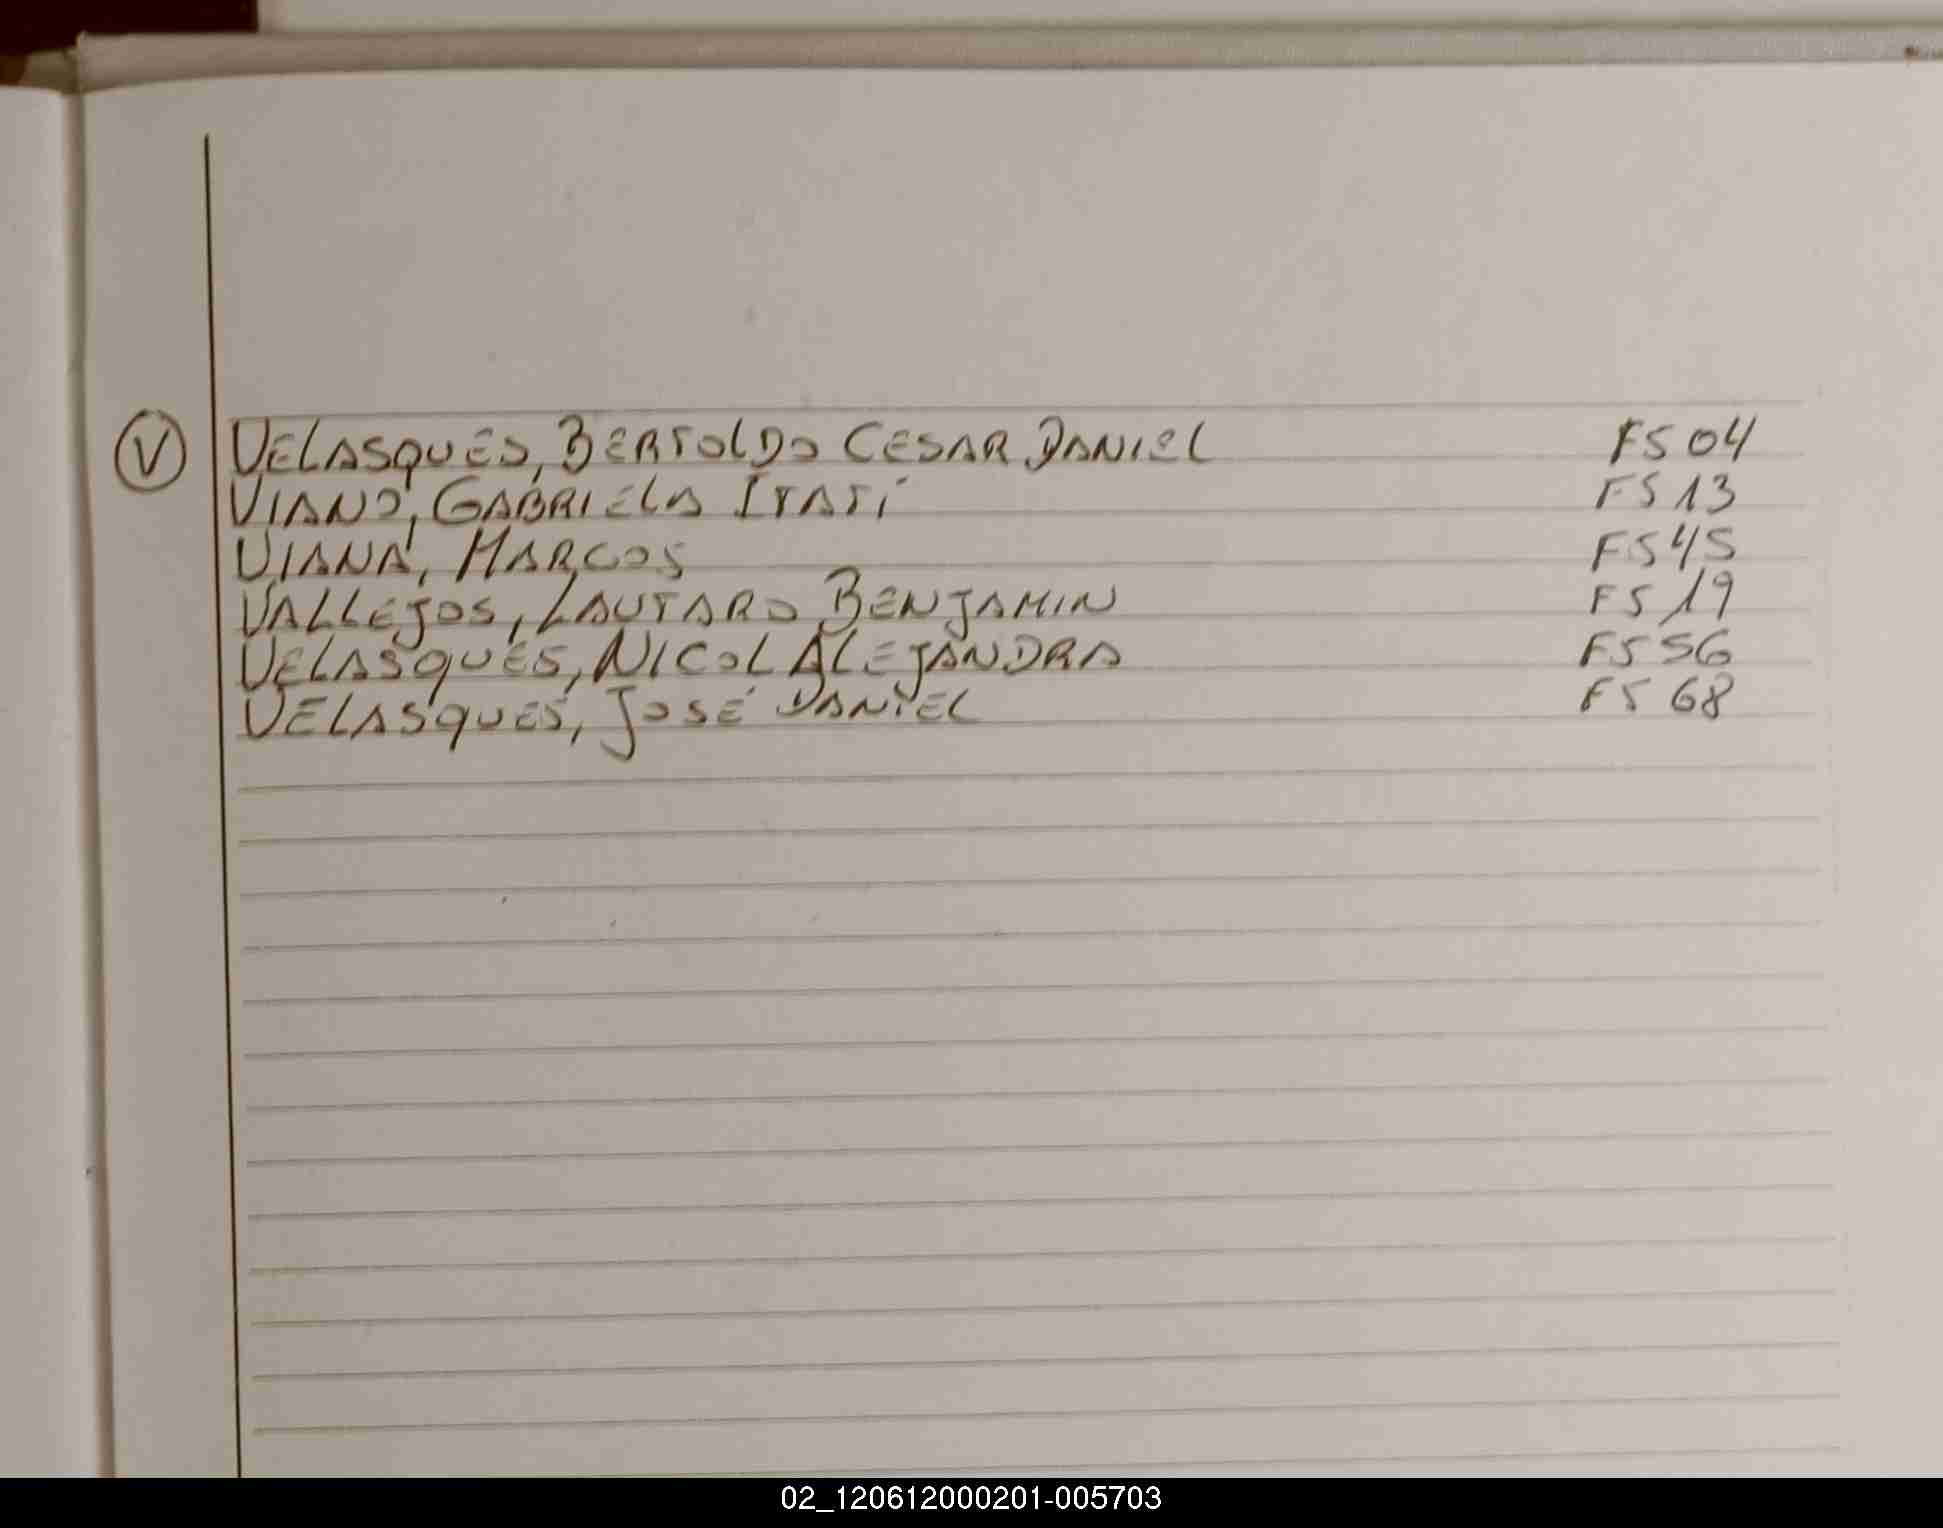 V VELASQUES, BERTOLDO CESAR DANIEL FS 04
VIANO, GABRIELA ITATÍ FS 13
VIANA, MARCOS FS 45
VALLEJOS, LAUTARO BENJAMIN FS 19
VELASQUES, NICOL ALEJANDRA FS 56
VELASQUES, JOSÉ DANIEL FS 68
02_120612000201-005703